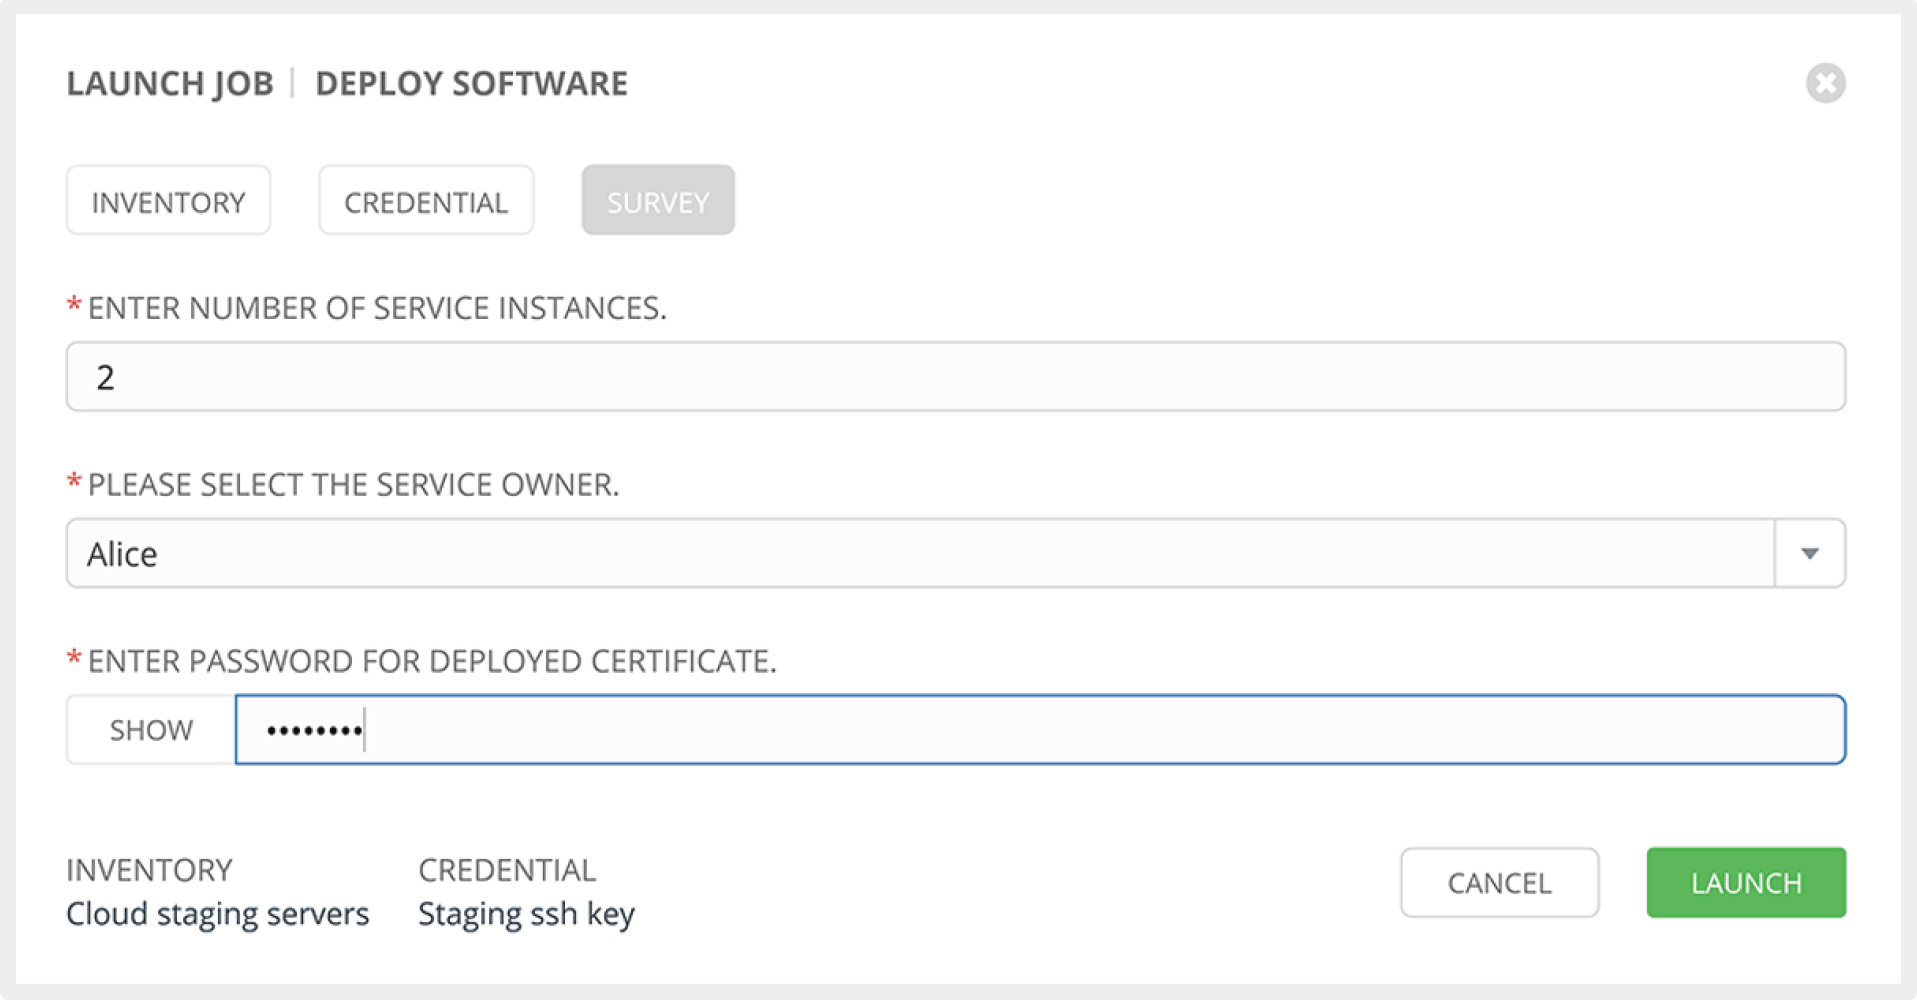 LAUNCH JOB | DEPLOY SOFTWARE
INVENTORY CREDENTIAL SURVEY
* ENTER NUMBER OF SERVICE INSTANCES.
2
* PLEASE SELECT THE SERVICE OWNER.
Alice
* ENTER PASSWORD FOR DEPLOYED CERTIFICATE.
SHOW ••••••••
INVENTORY CREDENTIAL
Cloud staging servers Staging ssh key
CANCEL LAUNCH